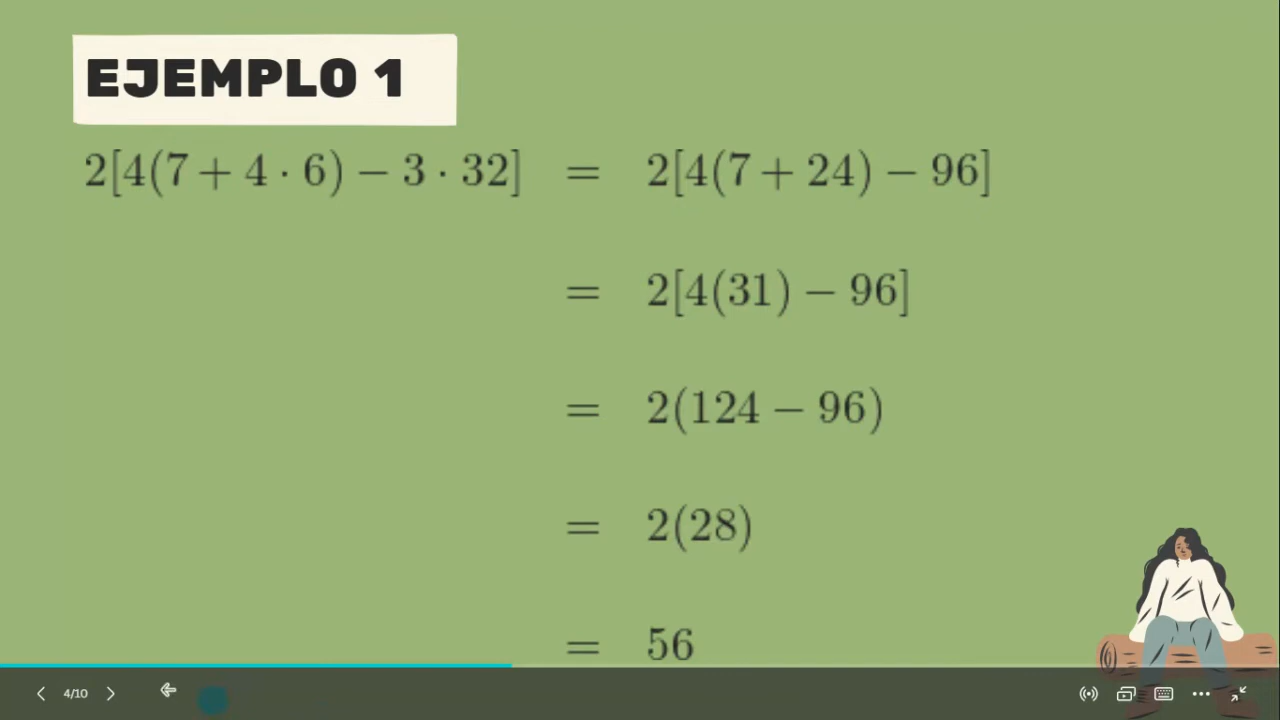 EJEMPLO 1
2[4(7 + 4 · 6) − 3 · 32] = 2[4(7 + 24) − 96]
= 2[4(31) − 96]
= 2(124 − 96)
= 2(28)
= 56
4/10